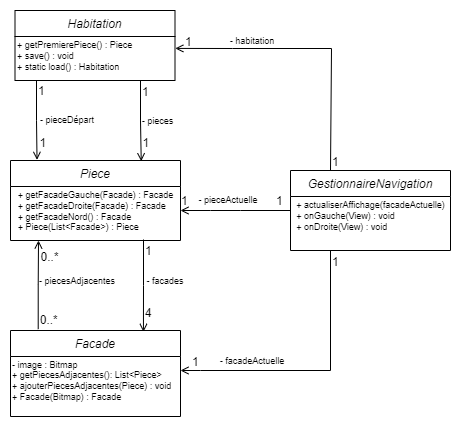 Habitation
+ getPremierePiece() : Piece
+ save() : void
+ static load() : Habitation
1
- habitation
1
1
- pieceDépart
- pieces
1
1
1
Piece
+ getFacadeGauche(Facade) : Facade
+ getFacadeDroite(Facade) : Facade
+ getFacadeNord() : Facade
+ Piece(List<Facade>) : Piece
1
- pieceActuelle
1
GestionnaireNavigation
+ actualiserAffichage(facadeActuelle)
+ onGauche(View) : void
+ onDroite(View) : void
0..*
1
1
- piecesAdjacentes
- facades
0..*
4
Facade
- image : Bitmap
+ getPiecesAdjacentes(): List<Piece>
+ ajouterPiecesAdjacentes(Piece) : void
+ Facade(Bitmap) : Facade
1
- facadeActuelle